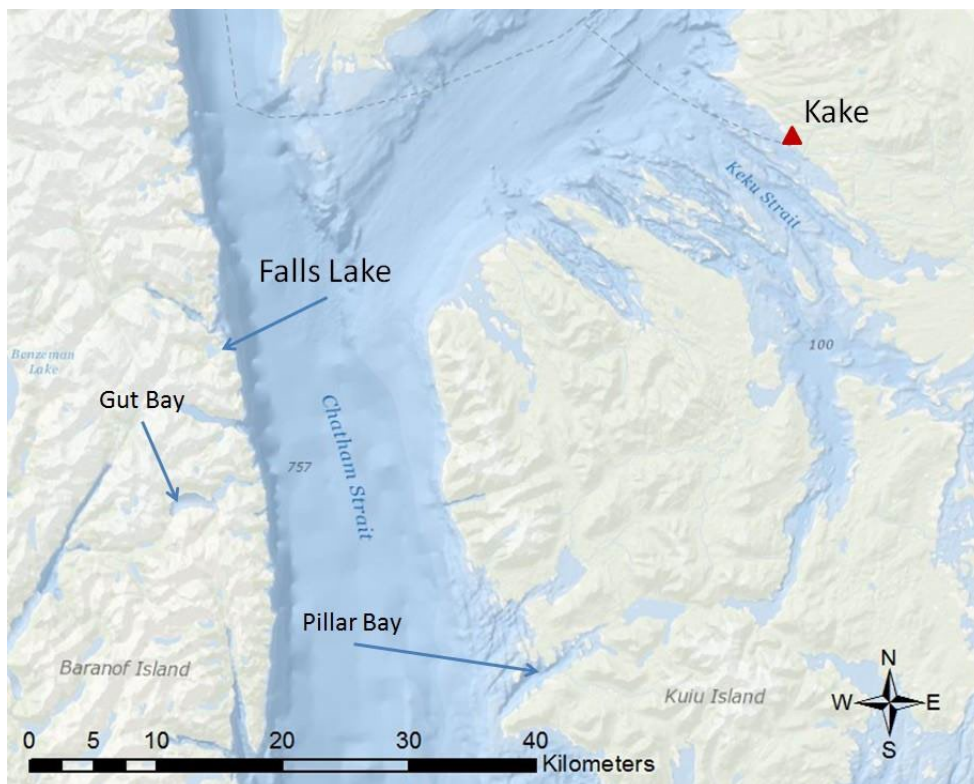 Kake
Keku Strait
Falls Lake
Benzeman
Lake
100
Gut Bay
Chatham Strait
757
Pillar Bay
Baranof Island
Kuiu Island
N
W
E
S
0 5 10 20 30 40
Kilometers